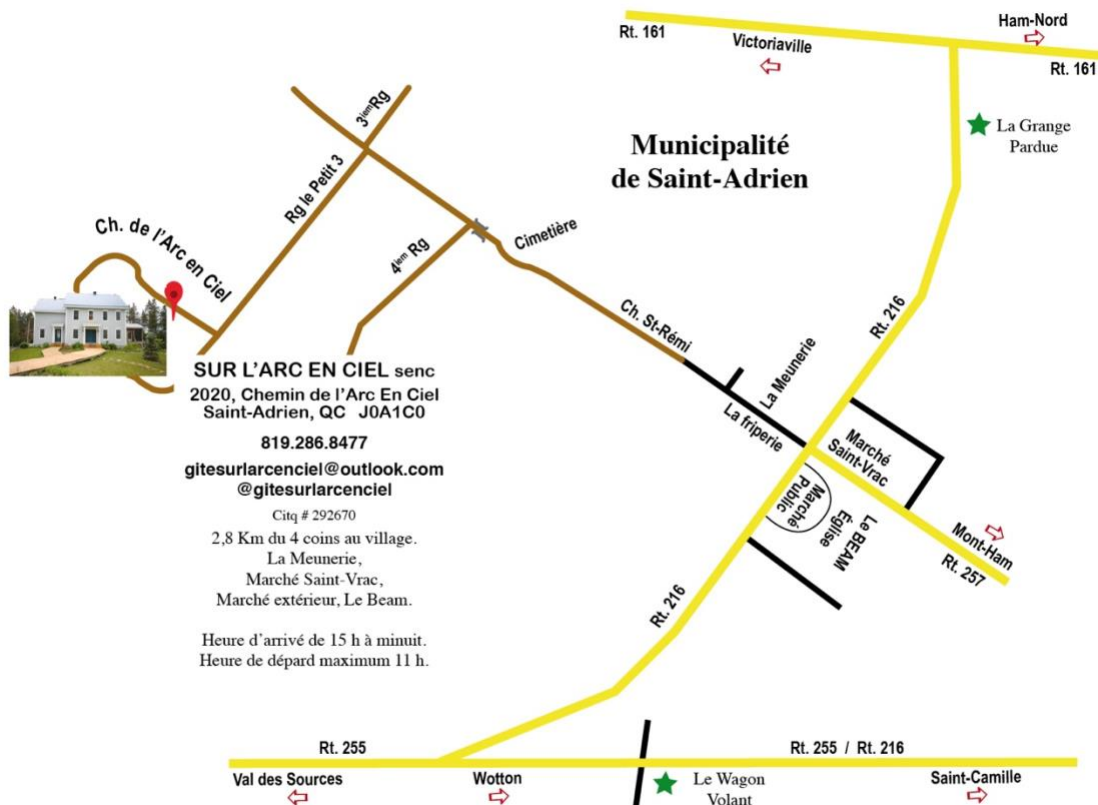 Ham-Nord
Rt. 161
Victoriaville
Rt. 161
La Grange
Pardue
Municipalité
de Saint-Adrien
3iem Rg
Rg le Petit 3
Ch. de l'Arc en Ciel
4iem Rg
Cimetière
Ch. St-Rémi
Rt. 216
La Meunerie
La friperie
Marché
Saint-Vrac
Marché
Public
Église
Le BEAM
Mont-Ham
Rt. 257
Rt. 216
SUR L'ARC EN CIEL senc
2020, Chemin de l'Arc En Ciel
Saint-Adrien, QC J0A1C0
819.286.8477
gitesurlarcenciel@outlook.com
@gitesurlarcenciel
Citq # 292670
2,8 Km du 4 coins au village.
La Meunerie,
Marché Saint-Vrac,
Marché extérieur, Le Beam.
Heure d'arrivé de 15 h à minuit.
Heure de dépard maximum 11 h.
Rt. 255
Rt. 255 / Rt. 216
Val des Sources
Wotton
Le Wagon
Volant
Saint-Camille